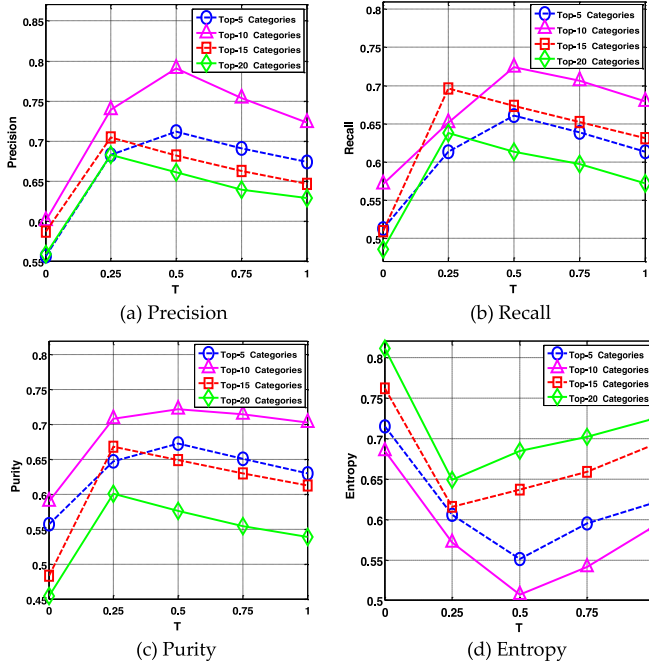 0.85
0.8
0.75
0.7
0.65
0.6
0.55
Precision
0 0.25 0.5 0.75 1
T
Top-5 Categories
Top-10 Categories
Top-15 Categories
Top-20 Categories
(a) Precision
0.8
0.75
0.7
0.65
0.6
0.55
0.5
Recall
0 0.25 0.5 0.75 1
T
Top-5 Categories
Top-10 Categories
Top-15 Categories
Top-20 Categories
(b) Recall
0.8
0.75
0.7
0.65
0.6
0.55
0.5
0.45
Purity
0 0.25 0.5 0.75 1
T
Top-5 Categories
Top-10 Categories
Top-15 Categories
Top-20 Categories
(c) Purity
0.8
0.75
0.7
0.65
0.6
0.55
0.5
Entropy
0 0.25 0.5 0.75
T
Top-5 Categories
Top-10 Categories
Top-15 Categories
Top-20 Categories
(d) Entropy